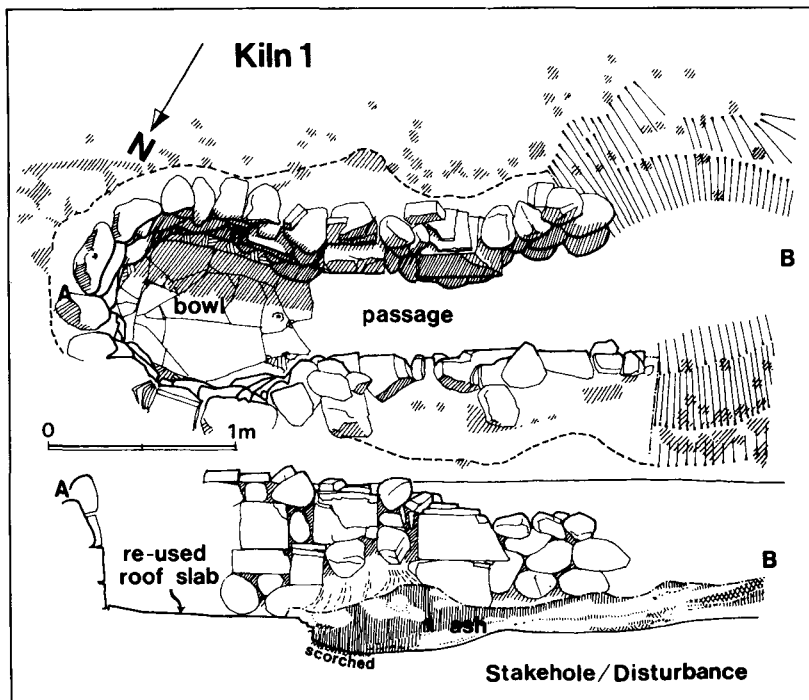 Kiln 1
N
A
bowl
passage
B
0 1m
A
re-used
roof slab
B
ash
scorched
Stakehole/Disturbance